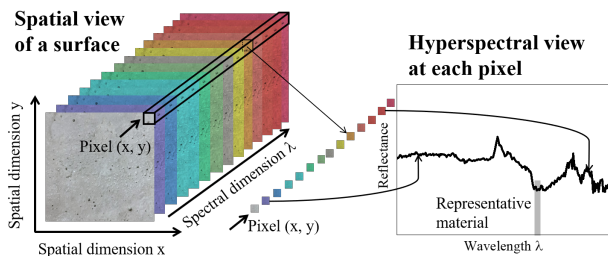 Spatial view
of a surface
Hyperspectral view
at each pixel
Spatial dimension y
Pixel (x, y)
Spectral dimension λ
Spatial dimension x
Pixel (x, y)
Reflectance
Representative
material
Wavelength λ